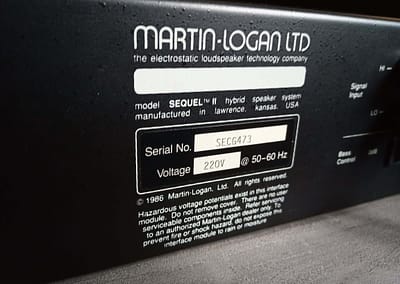 MARTIN-LOGAN LTD
the electrostatic loudspeaker technology company
model SEQUEL™ II hybrid speaker system
manufactured in lawrence, kansas, USA
Serial No. SEC6473
Voltage 220V @ 50-60 Hz
© 1986 Martin-Logan, Ltd. All rights reserved.
Hazardous voltage potentials exist in this interface
module. Do not remove cover. There are no user
serviceable components inside. Refer servicing
to an authorized Martin-Logan dealer only. To
prevent fire or shock hazard, do not expose this
interface module to rain or moisture
HI
Signal
Input
LO
Bass
Control